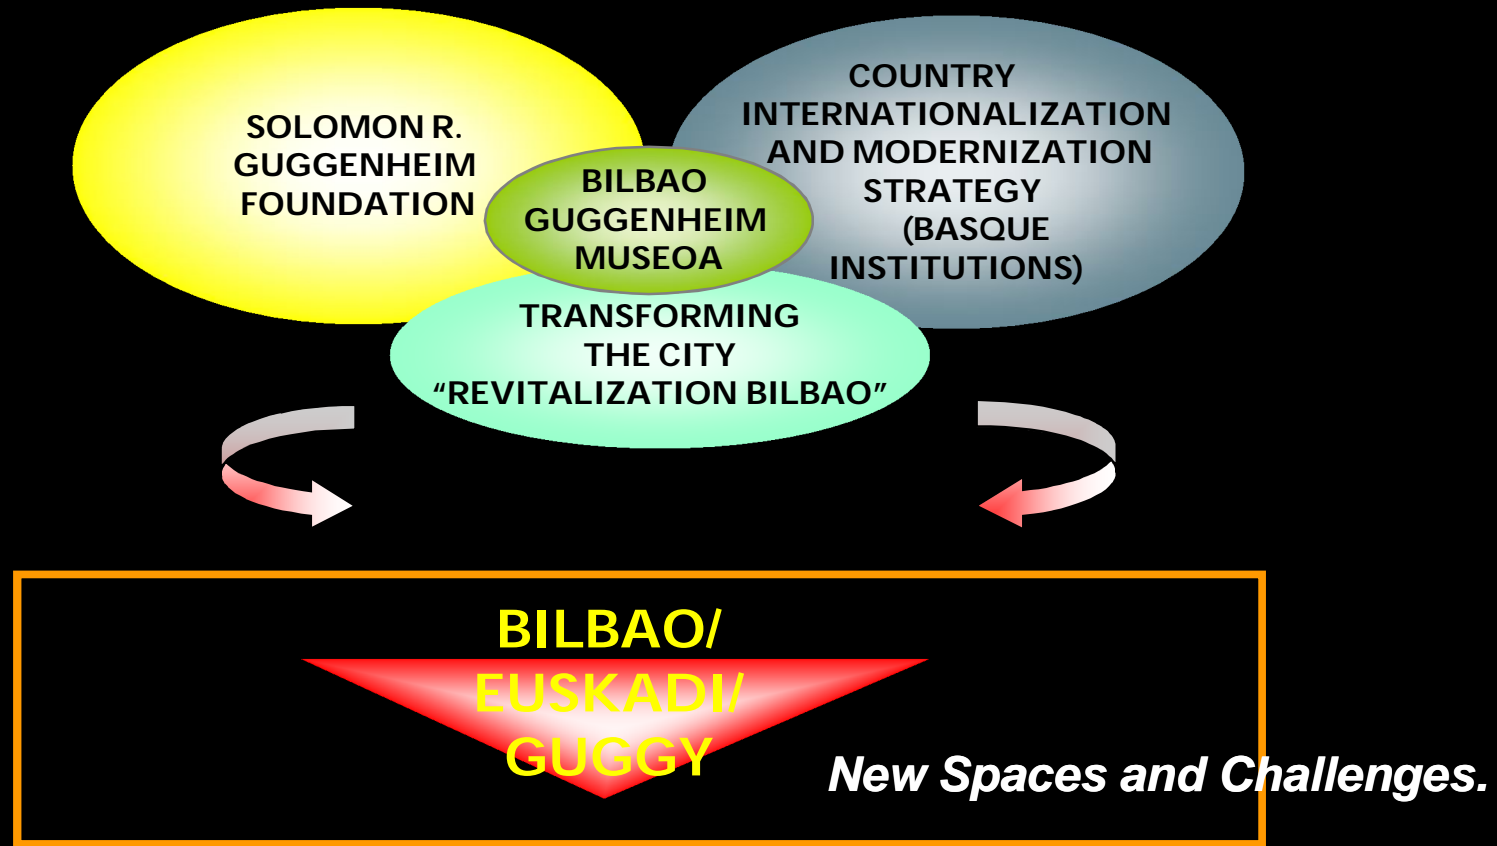 SOLOMON R.
GUGGENHEIM
FOUNDATION
COUNTRY
INTERNATIONALIZATION
AND MODERNIZATION
STRATEGY
(BASQUE
INSTITUTIONS)
BILBAO
GUGGENHEIM
MUSEOA
TRANSFORMING
THE CITY
“REVITALIZATION BILBAO”
BILBAO/
EUSKADI/
GUGGY
New Spaces and Challenges.